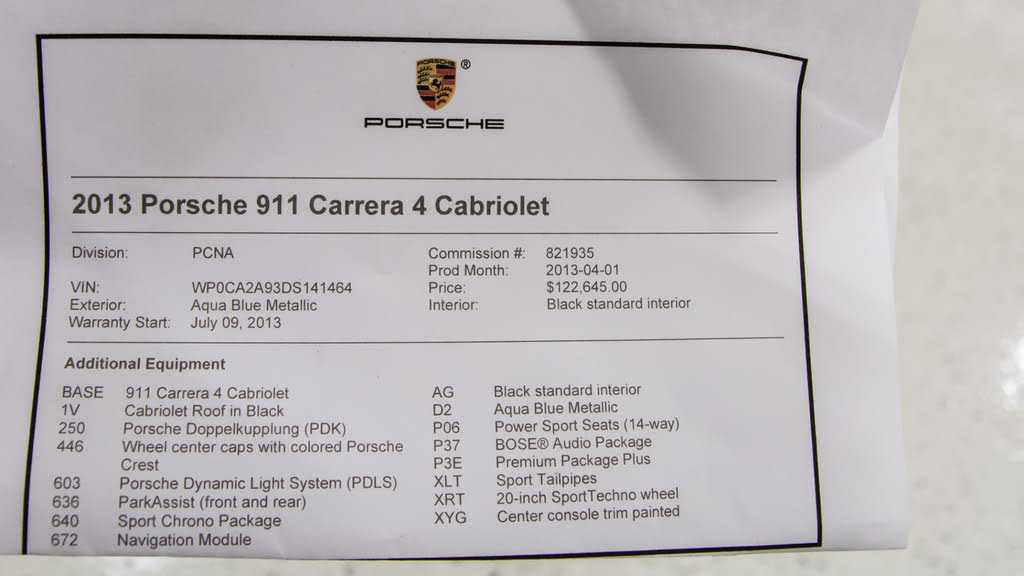 PORSCHE ®
PORSCHE
2013 Porsche 911 Carrera 4 Cabriolet
Division: PCNA Commission #: 821935
Prod Month: 2013-04-01
VIN: WP0CA2A93DS141464 Price: $122,645.00
Exterior: Aqua Blue Metallic Interior: Black standard interior
Warranty Start: July 09, 2013
Additional Equipment
BASE 911 Carrera 4 Cabriolet AG Black standard interior
1V Cabriolet Roof in Black D2 Aqua Blue Metallic
250 Porsche Doppelkupplung (PDK) P06 Power Sport Seats (14-way)
446 Wheel center caps with colored Porsche P37 BOSE® Audio Package
Crest P3E Premium Package Plus
603 Porsche Dynamic Light System (PDLS) XLT Sport Tailpipes
636 ParkAssist (front and rear) XRT 20-inch SportTechno wheel
640 Sport Chrono Package XYG Center console trim painted
672 Navigation Module